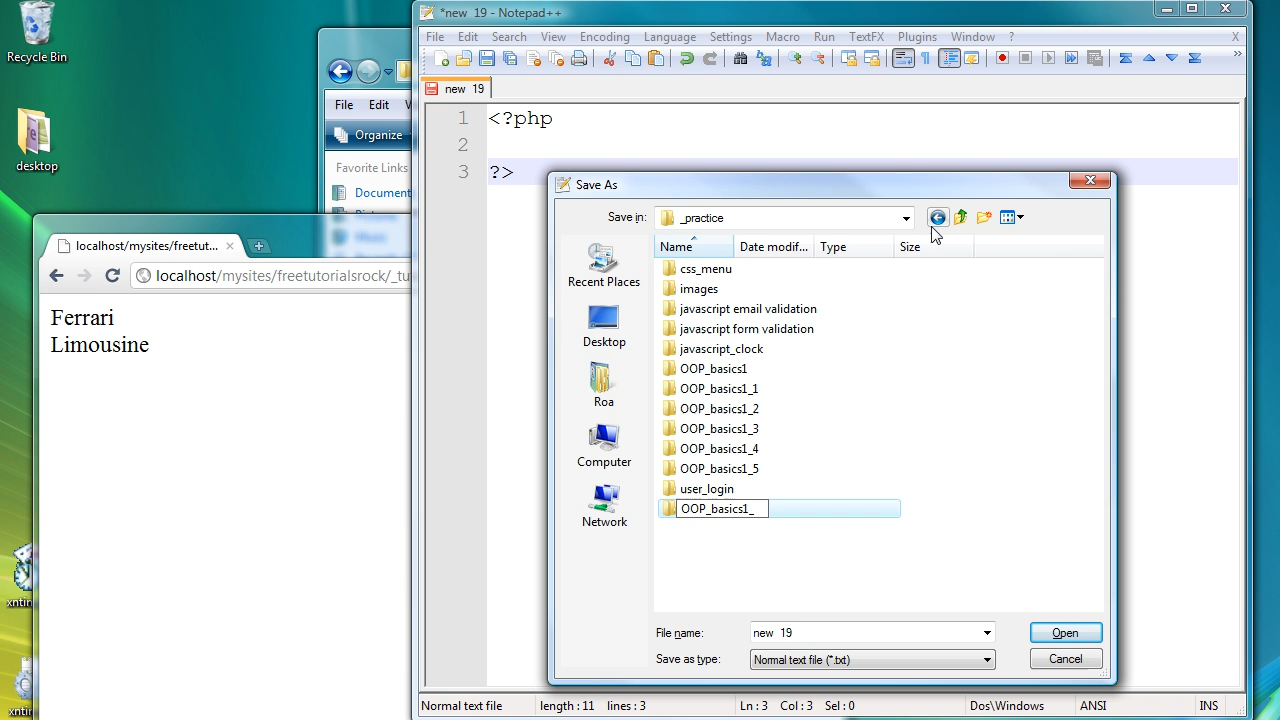 Recycle Bin
desktop
*new  19 - Notepad++
File Edit Search View Encoding Language Settings Macro Run TextFX Plugins Window ? X
new 19
1 <?php
2
3 ?>
File Edit
Organize
Favorite Links
Document
localhost/mysites/freetut...
localhost/mysites/freetutorialsrock/_tu
Ferrari
Limousine
Save As
Save in: _practice
Name Date modif... Type Size
Recent Places
Desktop
Roa
Computer
Network
css_menu
images
javascript email validation
javascript form validation
javascript_clock
OOP_basics1
OOP_basics1_1
OOP_basics1_2
OOP_basics1_3
OOP_basics1_4
OOP_basics1_5
user_login
OOP_basics1_
File name: new  19 Open
Save as type: Normal text file (*.txt) Cancel
xntin
xntin
Normal text file length : 11 lines : 3 Ln : 3 Col : 3 Sel : 0 Dos\Windows ANSI INS